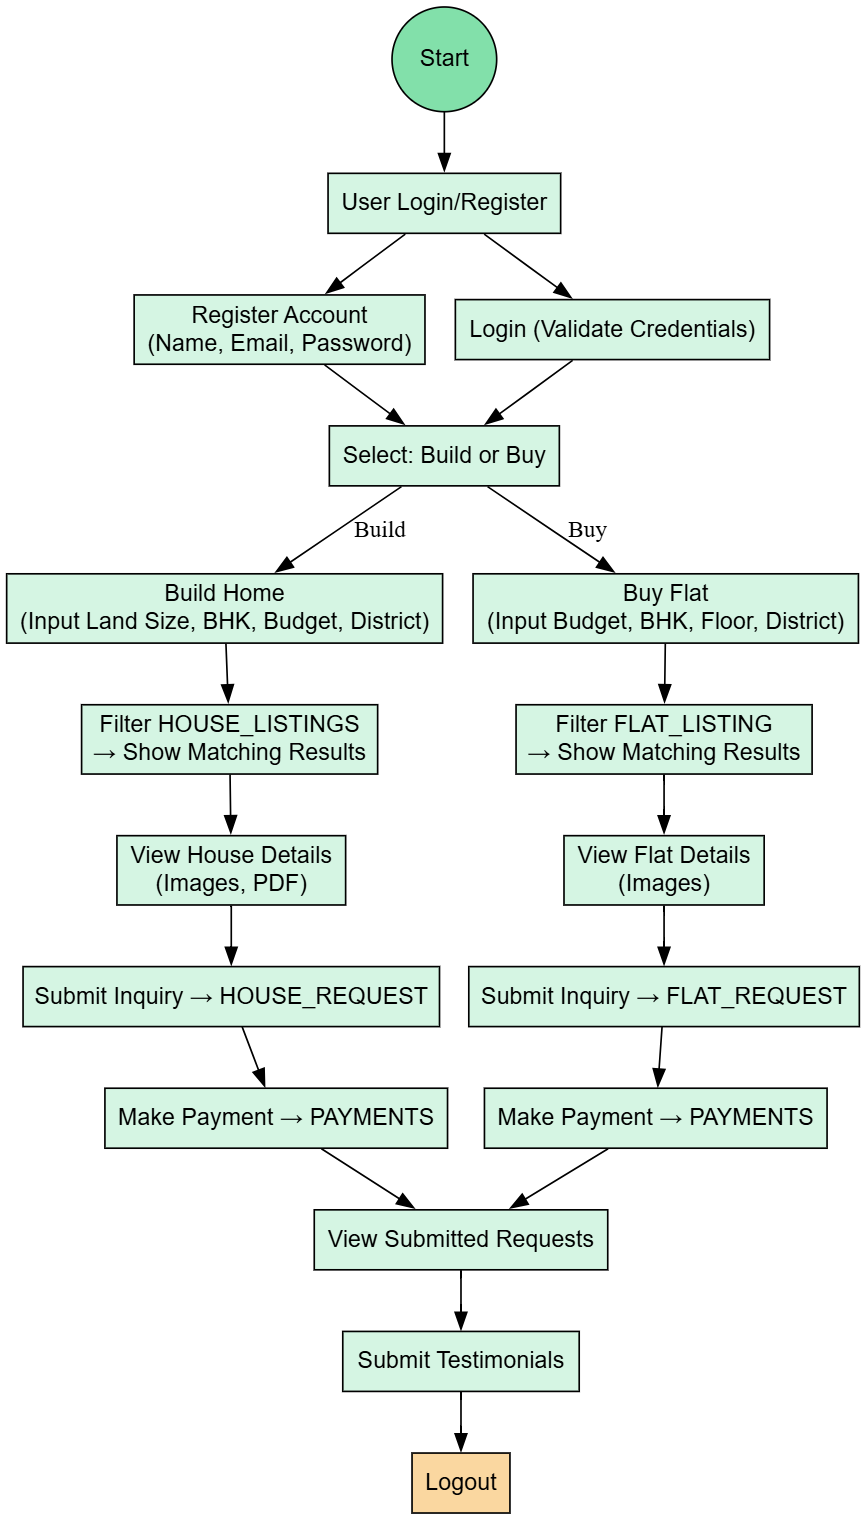 Start
User Login/Register
Register Account
(Name, Email, Password)
Login (Validate Credentials)
Select: Build or Buy
Build
Buy
Build Home
(Input Land Size, BHK, Budget, District)
Buy Flat
(Input Budget, BHK, Floor, District)
Filter HOUSE_LISTINGS
→ Show Matching Results
Filter FLAT_LISTING
→ Show Matching Results
View House Details
(Images, PDF)
View Flat Details
(Images)
Submit Inquiry → HOUSE_REQUEST
Submit Inquiry → FLAT_REQUEST
Make Payment → PAYMENTS
Make Payment → PAYMENTS
View Submitted Requests
Submit Testimonials
Logout